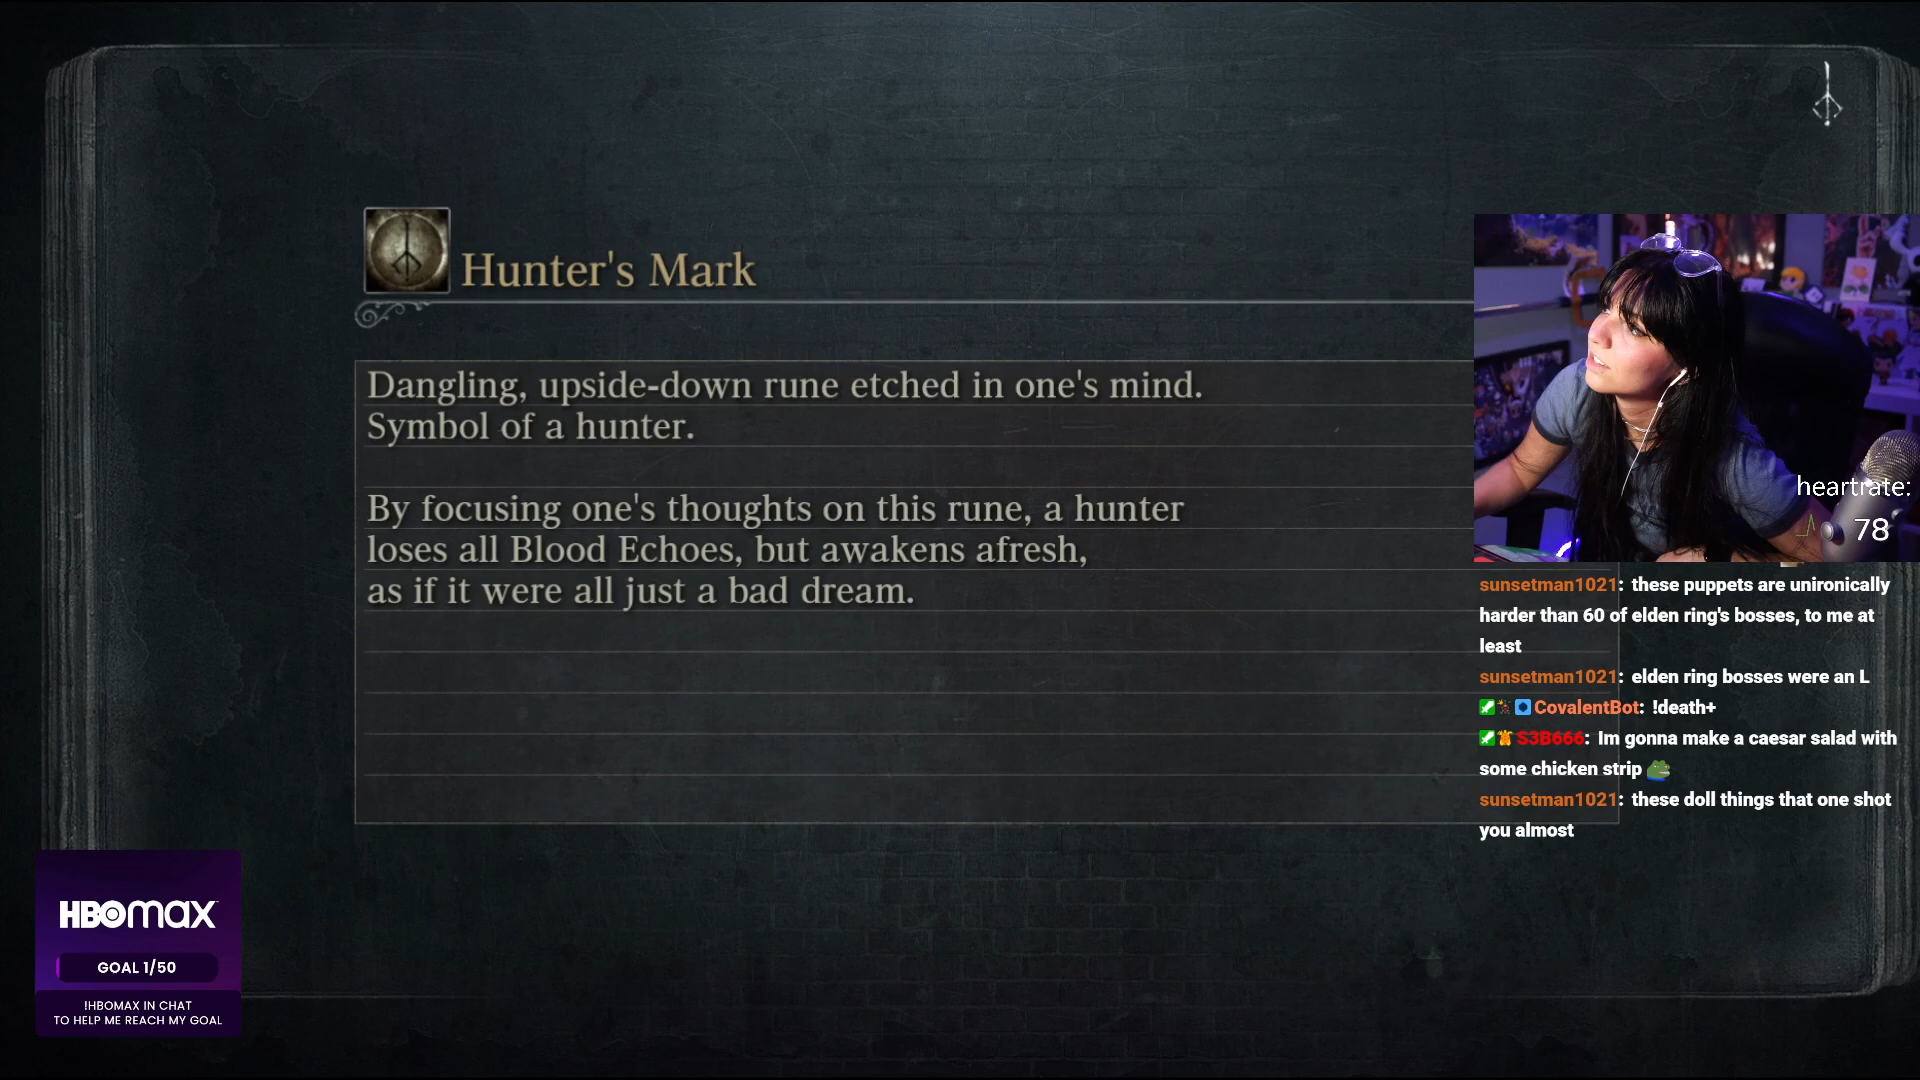 Hunter's Mark
Dangling, upside-down rune etched in one's mind.
Symbol of a hunter.
By focusing one's thoughts on this rune, a hunter
loses all Blood Echoes, but awakens afresh,
as if it were all just a bad dream.
heartrate:
78
sunsetman1021: these puppets are unironically
harder than 60 of elden ring's bosses, to me at
least
sunsetman1021: elden ring bosses were an L
CovalentBot: !death+
S3B666: Im gonna make a caesar salad with
some chicken strip
sunsetman1021: these doll things that one shot
you almost
HBOMAX
GOAL 1/50
!HBOMAX IN CHAT
TO HELP ME REACH MY GOAL